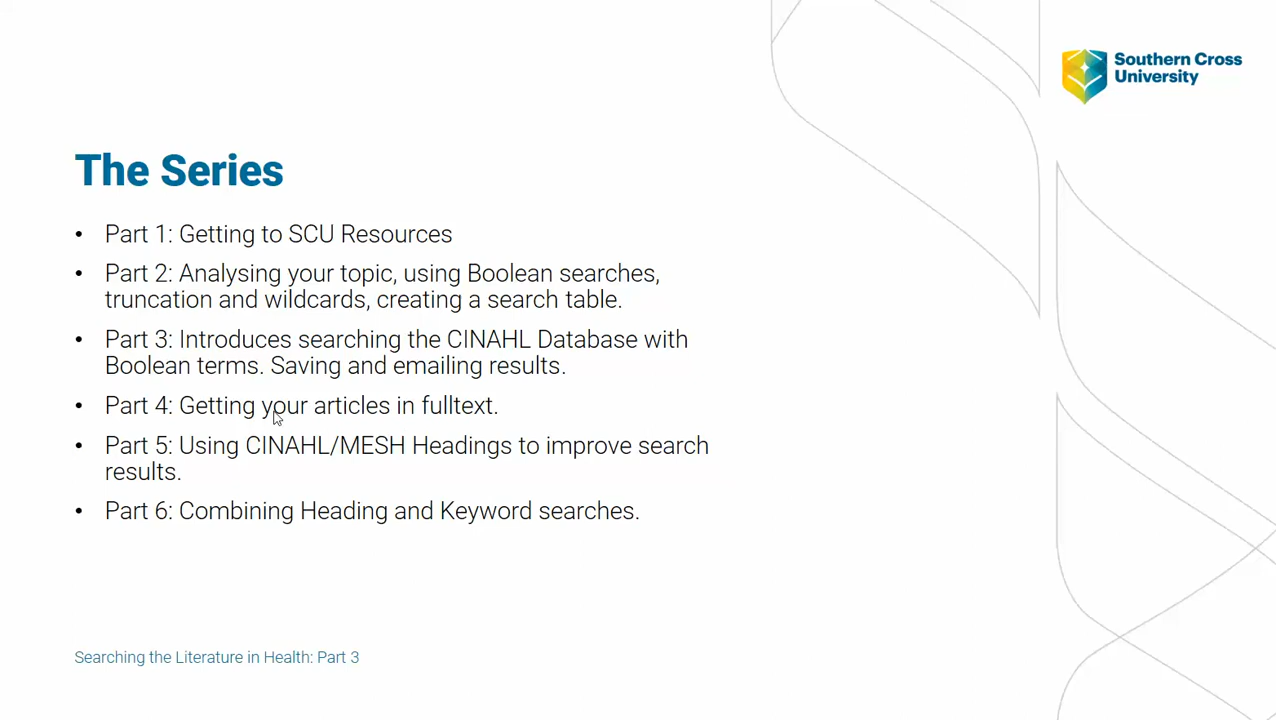 Southern Cross
University
The Series
• Part 1: Getting to SCU Resources
• Part 2: Analysing your topic, using Boolean searches,
truncation and wildcards, creating a search table.
• Part 3: Introduces searching the CINAHL Database with
Boolean terms. Saving and emailing results.
• Part 4: Getting your articles in fulltext.
• Part 5: Using CINAHL/MESH Headings to improve search
results.
• Part 6: Combining Heading and Keyword searches.
Searching the Literature in Health: Part 3